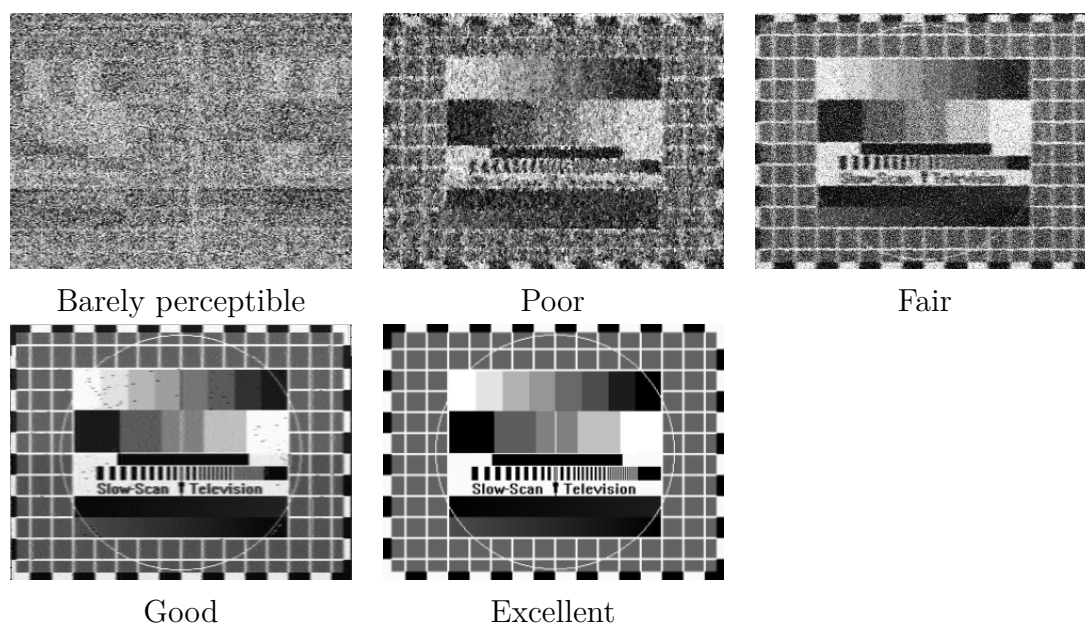 Barely perceptible
Poor
Fair
Slow-Scan Television
Slow-Scan Television
Slow-Scan Television
Good
Excellent